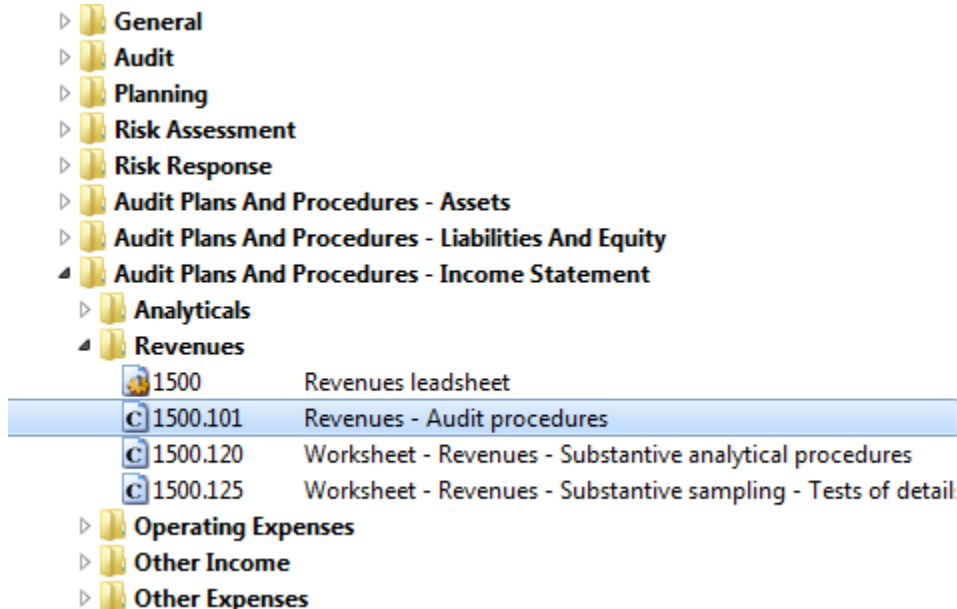 General
Audit
Planning
Risk Assessment
Risk Response
Audit Plans And Procedures - Assets
Audit Plans And Procedures - Liabilities And Equity
Audit Plans And Procedures - Income Statement
Analyticals
Revenues
1500 Revenues leadsheet
1500.101 Revenues - Audit procedures
1500.120 Worksheet - Revenues - Substantive analytical procedures
1500.125 Worksheet - Revenues - Substantive sampling - Tests of detail
Operating Expenses
Other Income
Other Expenses